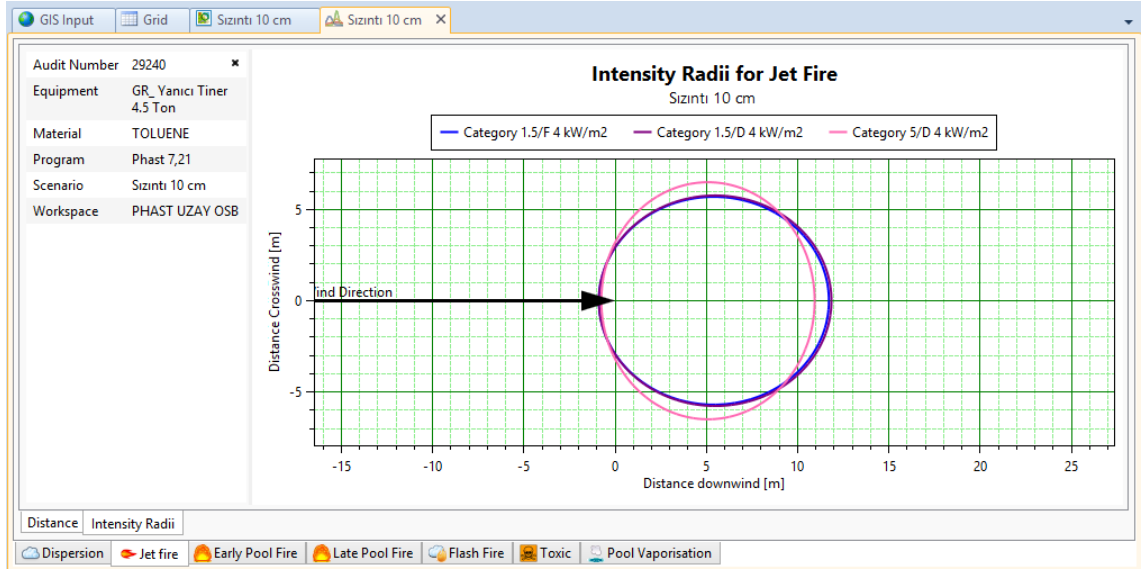 GIS Input Grid Sızıntı 10 cm Sızıntı 10 cm
Audit Number 29240
Equipment GR_ Yanıcı Tiner
4.5 Ton
Material TOLUENE
Program Phast 7,21
Scenario Sızıntı 10 cm
Workspace PHAST UZAY OSB
Intensity Radii for Jet Fire
Sızıntı 10 cm
Category 1.5/F 4 kW/m2 Category 1.5/D 4 kW/m2 Category 5/D 4 kW/m2
Distance Crosswind [m]
5
0
-5
ind Direction
-15 -10 -5 0 5 10 15 20 25
Distance downwind [m]
Distance Intensity Radii
Dispersion Jet fire Early Pool Fire Late Pool Fire Flash Fire Toxic Pool Vaporisation